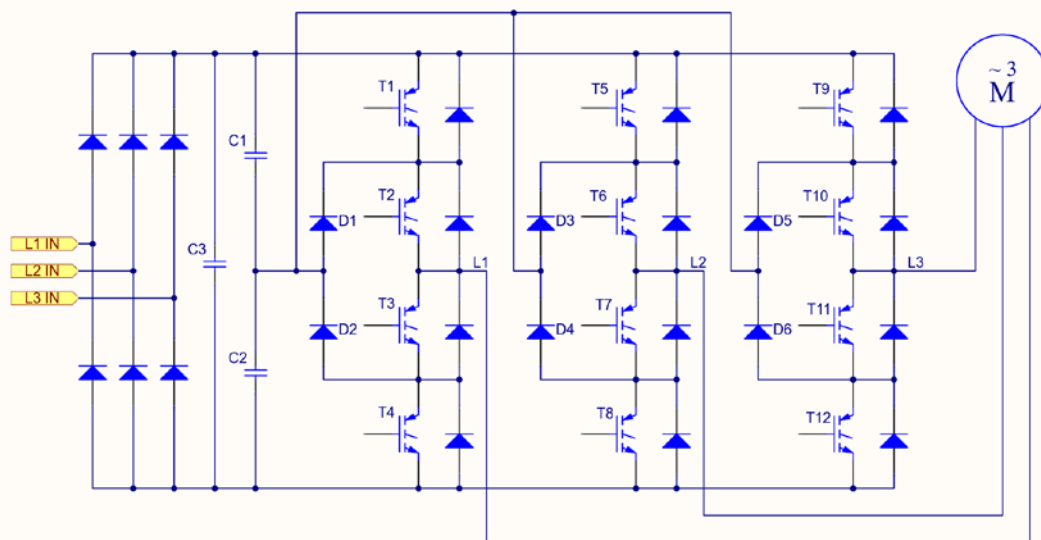 ~ 3
M
T1
T5
T9
C1
T2
T6
T10
D1
D3
D5
L1 IN
C3
L1
L2
L3
L2 IN
L3 IN
T3
T7
T11
D2
D4
D6
C2
T4
T8
T12